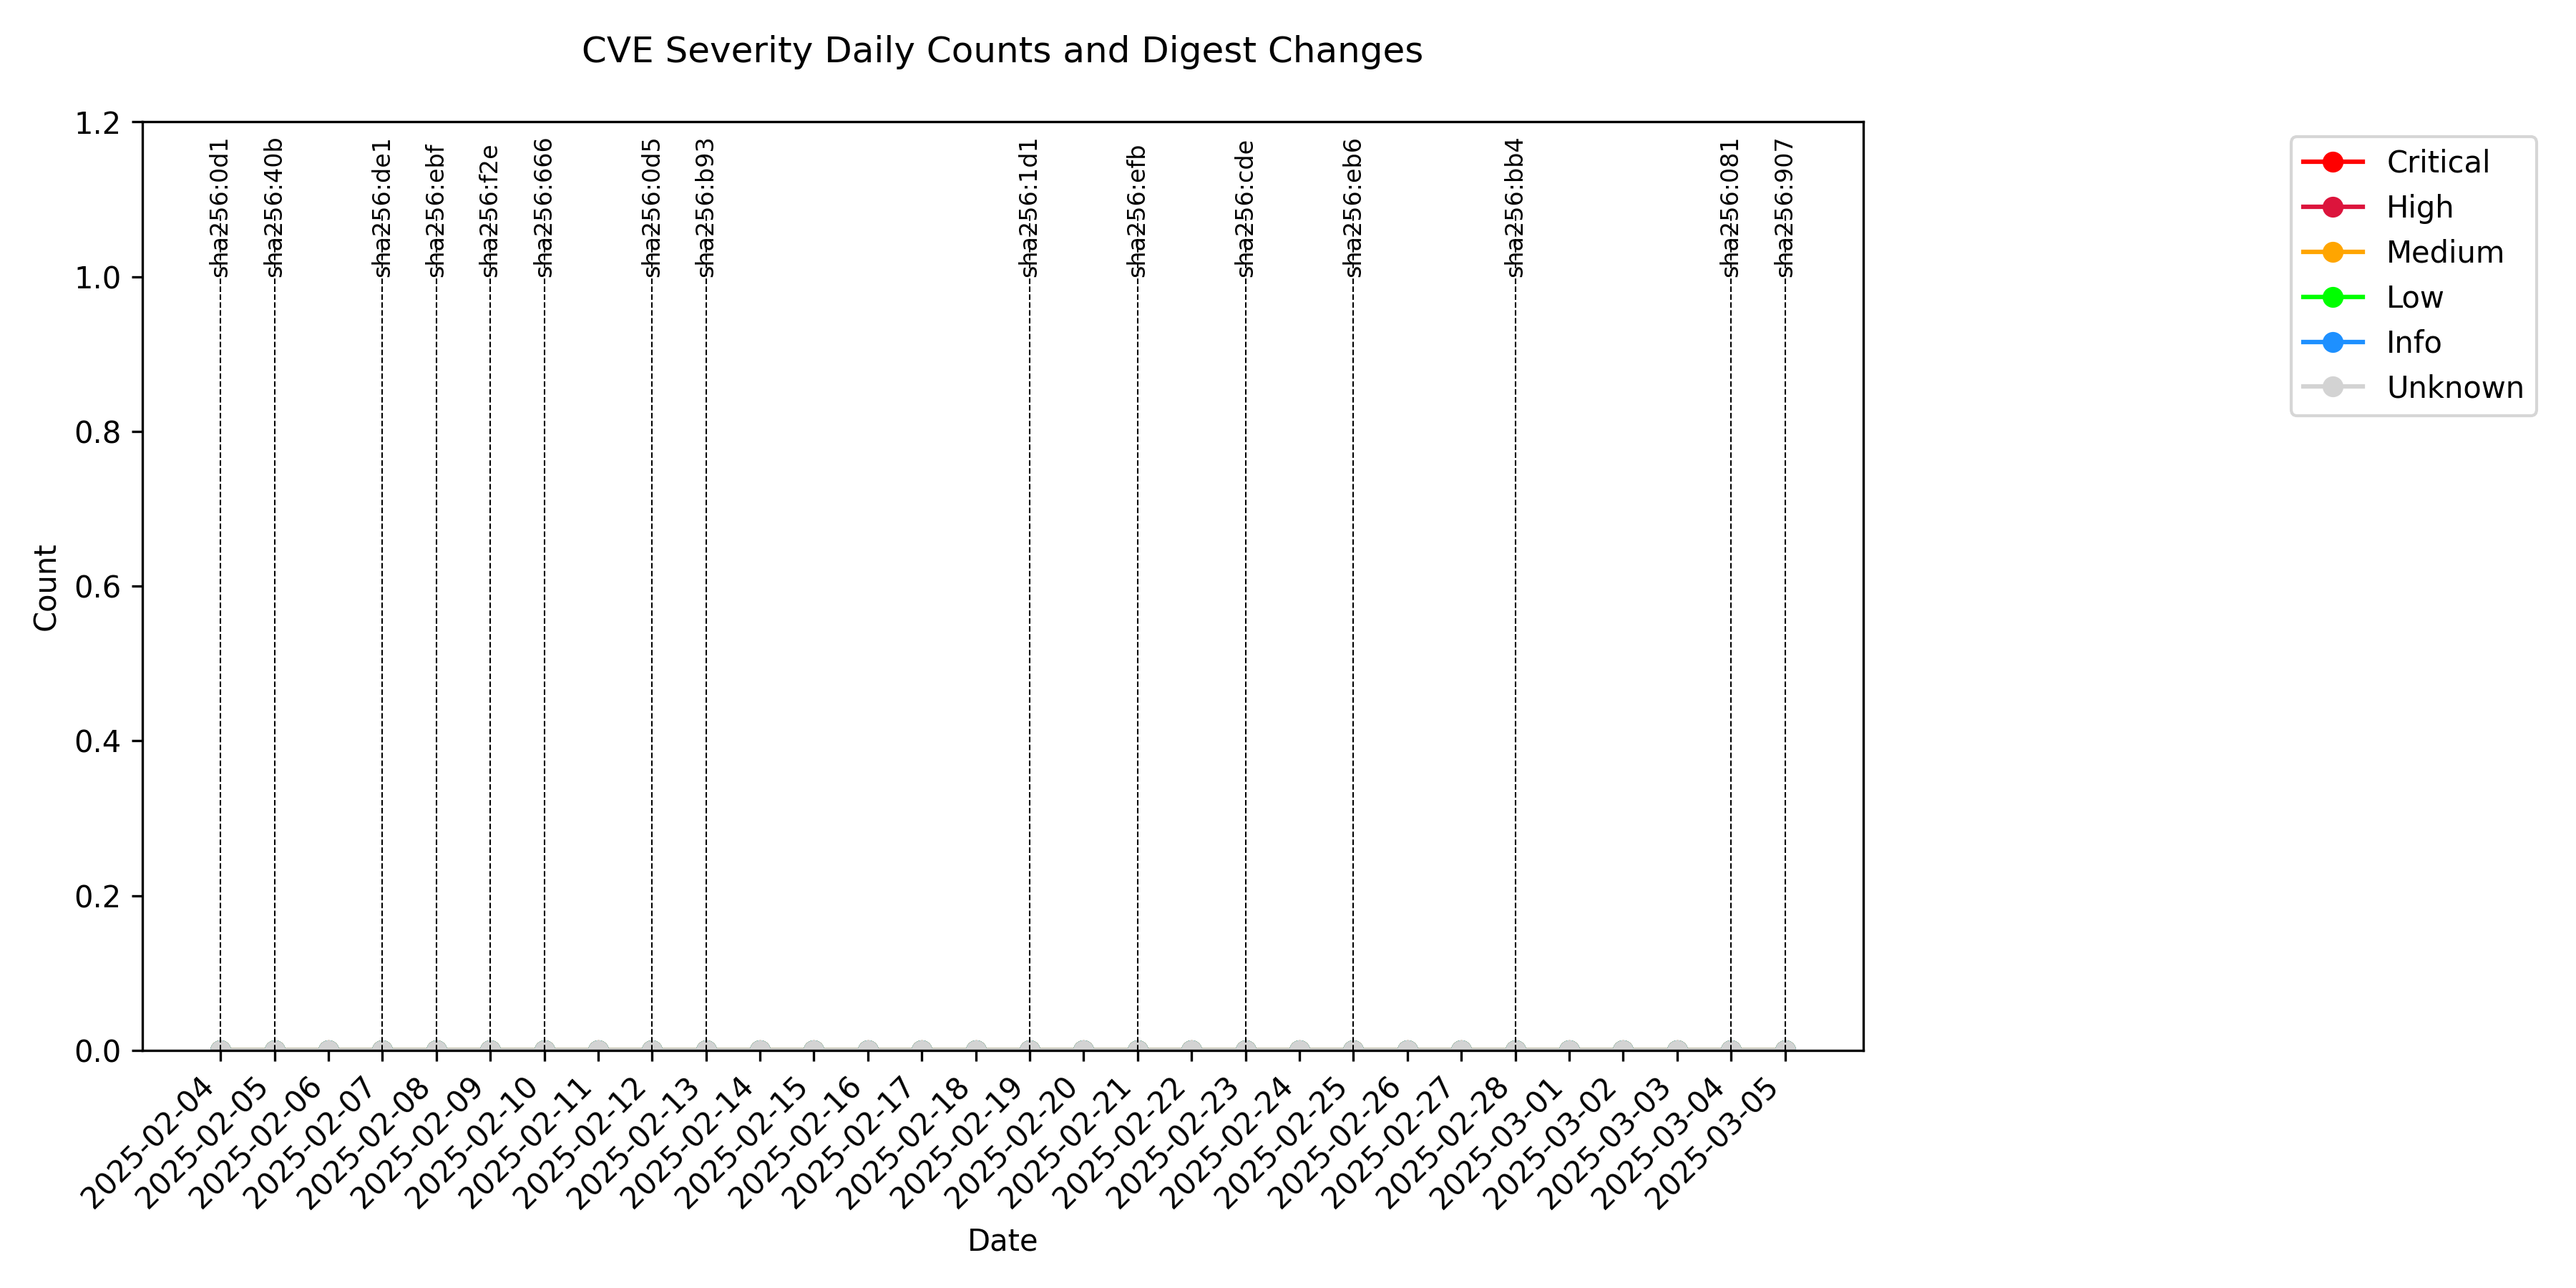 CVE Severity Daily Counts and Digest Changes
1.2
1.0
0.8
0.6
0.4
0.2
0.0
Count
sha256:0d1
sha256:40b
sha256:de1
sha256:ebf
sha256:f2e
sha256:666
sha256:0d5
sha256:b93
sha256:1d1
sha256:efb
sha256:cde
sha256:eb6
sha256:bb4
sha256:081
sha256:907
2025-02-04
2025-02-05
2025-02-06
2025-02-07
2025-02-08
2025-02-09
2025-02-10
2025-02-11
2025-02-12
2025-02-13
2025-02-14
2025-02-15
2025-02-16
2025-02-17
2025-02-18
2025-02-19
2025-02-20
2025-02-21
2025-02-22
2025-02-23
2025-02-24
2025-02-25
2025-02-26
2025-02-27
2025-02-28
2025-03-01
2025-03-02
2025-03-03
2025-03-04
2025-03-05
Date
Critical
High
Medium
Low
Info
Unknown